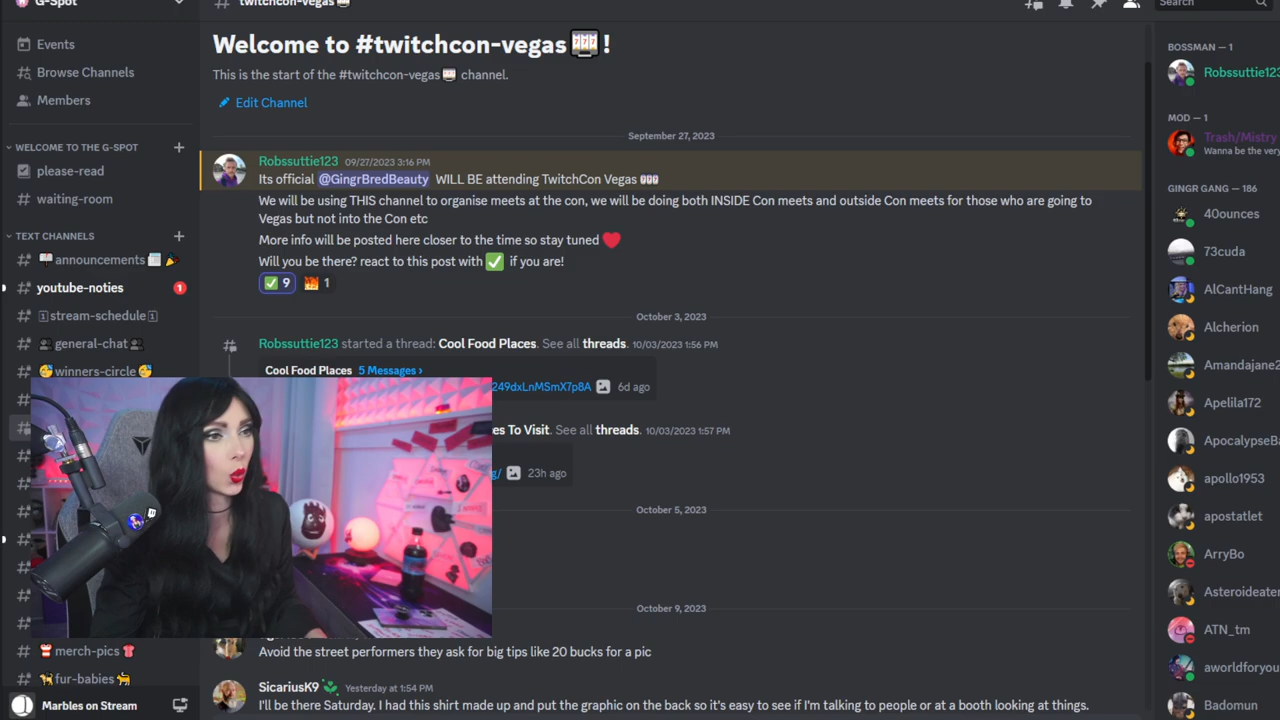 G-Spot
Events
Browse Channels
Members
WELCOME TO THE G-SPOT
please-read
waiting-room
TEXT CHANNELS
announcements
youtube-noties
1
stream-schedule
general-chat
winners-circle
merch-pics
fur-babies
Marbles on Stream
twitchcon-vegas
Search
Welcome to #twitchcon-vegas🎰!
This is the start of the #twitchcon-vegas🎰 channel.
Edit Channel
September 27, 2023
Robssuttie123 09/27/2023 3:16 PM
Its official @GingrBredBeauty WILL BE attending TwitchCon Vegas 🎰
We will be using THIS channel to organise meets at the con, we will be doing both INSIDE Con meets and outside Con meets for those who are going to
Vegas but not into the Con etc
More info will be posted here closer to the time so stay tuned ❤️
Will you be there? react to this post with ✅ if you are!
✅ 9 🔥 1
October 3, 2023
Robssuttie123 started a thread: Cool Food Places. See all threads. 10/03/2023 1:56 PM
Cool Food Places 5 Messages ›
249dxLnMSmX7p8A 6d ago
es To Visit. See all threads. 10/03/2023 1:57 PM
g/ 23h ago
October 5, 2023
October 9, 2023
Avoid the street performers they ask for big tips like 20 bucks for a pic
SicariusK9 Yesterday at 1:54 PM
I'll be there Saturday. I had this shirt made up and put the graphic on the back so it's easy to see if I'm talking to people or at a booth looking at things.
BOSSMAN — 1
Robssuttie123
MOD — 1
Trash/Mistry
Wanna be the very
GINGR GANG — 186
40ounces
73cuda
AlCantHang
Alcherion
Amandajane2
Apelila172
ApocalypseBa
apollo1953
apostatlet
ArryBo
Asteroideater
ATN_tm
aworldforyou
Badomun